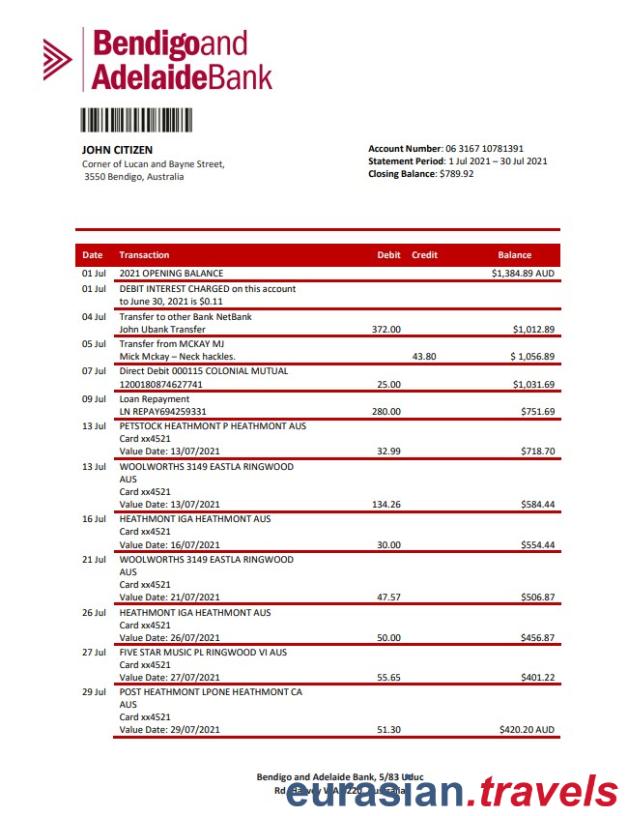 Bendigoand
AdelaideBank
JOHN CITIZEN
Corner of Lucan and Bayne Street,
3550 Bendigo, Australia
Account Number: 06 3167 10781391
Statement Period: 1 Jul 2021 – 30 Jul 2021
Closing Balance: $789.92
Date Transaction Debit Credit Balance
01 Jul 2021 OPENING BALANCE $1,384.89 AUD
01 Jul DEBIT INTEREST CHARGED on this account
to June 30, 2021 is $0.11
04 Jul Transfer to other Bank NetBank
John Ubank Transfer 372.00 $1,012.89
05 Jul Transfer from MCKAY MJ
Mick Mckay – Neck hackles. 43.80 $ 1,056.89
07 Jul Direct Debit 000115 COLONIAL MUTUAL
1200180874627741 25.00 $1,031.69
09 Jul Loan Repayment
LN REPAY694259331 280.00 $751.69
13 Jul PETSTOCK HEATHMONT P HEATHMONT AUS
Card xx4521
Value Date: 13/07/2021 32.99 $718.70
13 Jul WOOLWORTHS 3149 EASTLA RINGWOOD
AUS
Card xx4521
Value Date: 13/07/2021 134.26 $584.44
16 Jul HEATHMONT IGA HEATHMONT AUS
Card xx4521
Value Date: 16/07/2021 30.00 $554.44
21 Jul WOOLWORTHS 3149 EASTLA RINGWOOD
AUS
Card xx4521
Value Date: 21/07/2021 47.57 $506.87
26 Jul HEATHMONT IGA HEATHMONT AUS
Card xx4521
Value Date: 26/07/2021 50.00 $456.87
27 Jul FIVE STAR MUSIC PL RINGWOOD VI AUS
Card xx4521
Value Date: 27/07/2021 55.65 $401.22
29 Jul POST HEATHMONT LPONE HEATHMONT CA
AUS
Card xx4521
Value Date: 29/07/2021 51.30 $420.20 AUD
Bendigo and Adelaide Bank, 5/83
Rd,
eurasian.travels